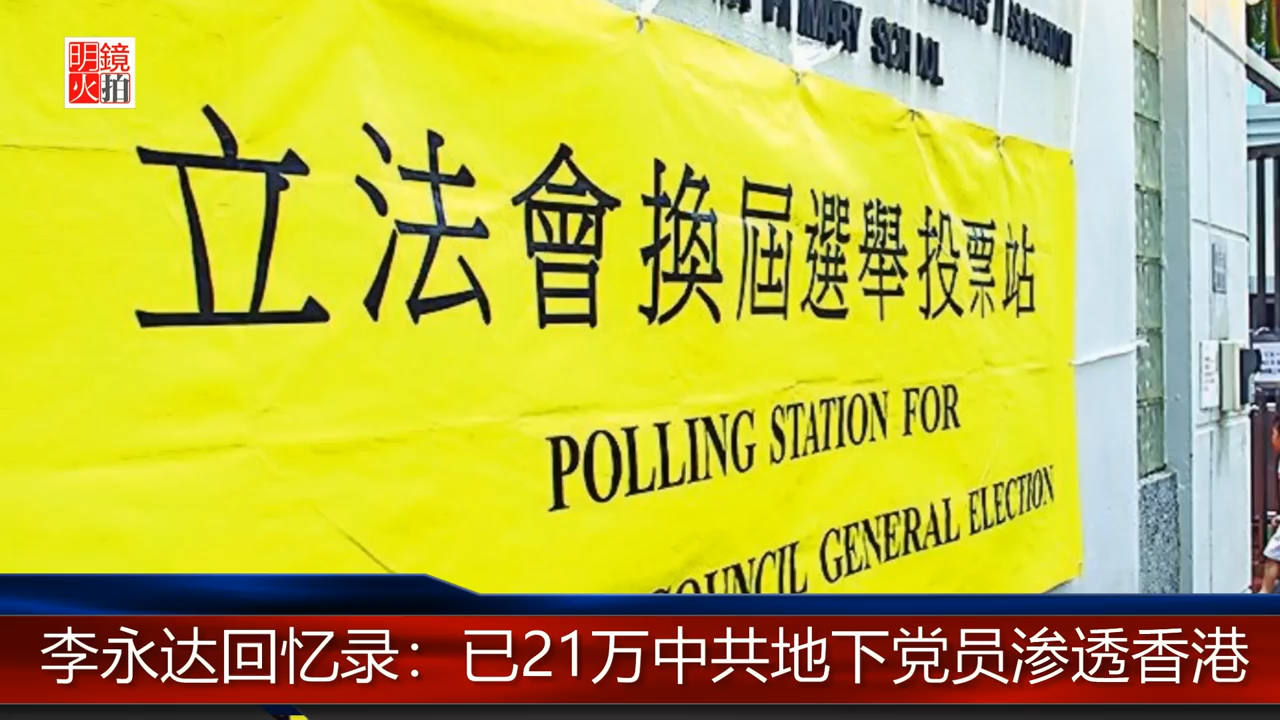 明鏡
火拍
SCHOOL
ASSOCIATION
立法會換屆選舉投票站
POLLING STATION FOR
COUNCIL GENERAL ELECTION
李永达回忆录：已21万中共地下党员渗透香港